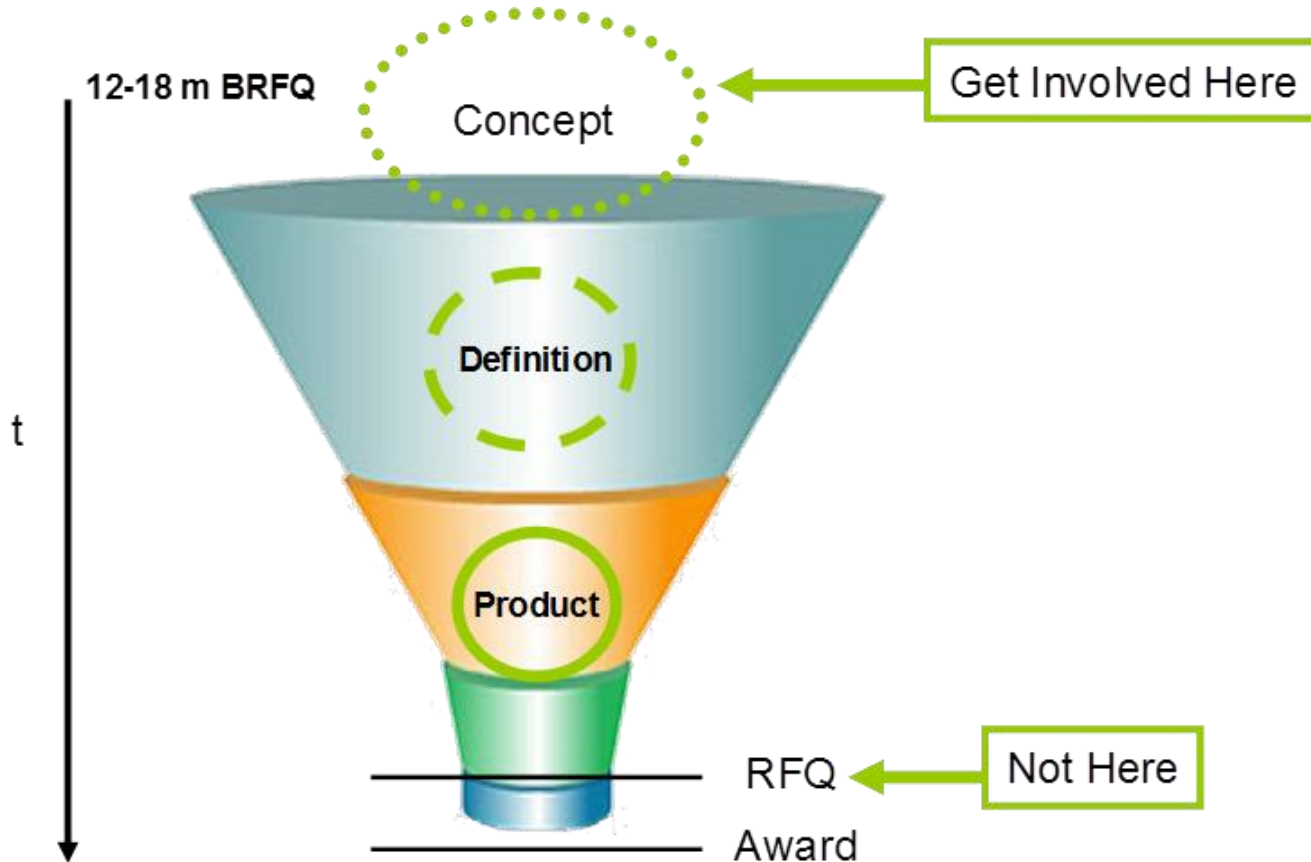 12-18 m BRFQ
Concept
Get Involved Here
Definition
t
Product
RFQ
Not Here
Award